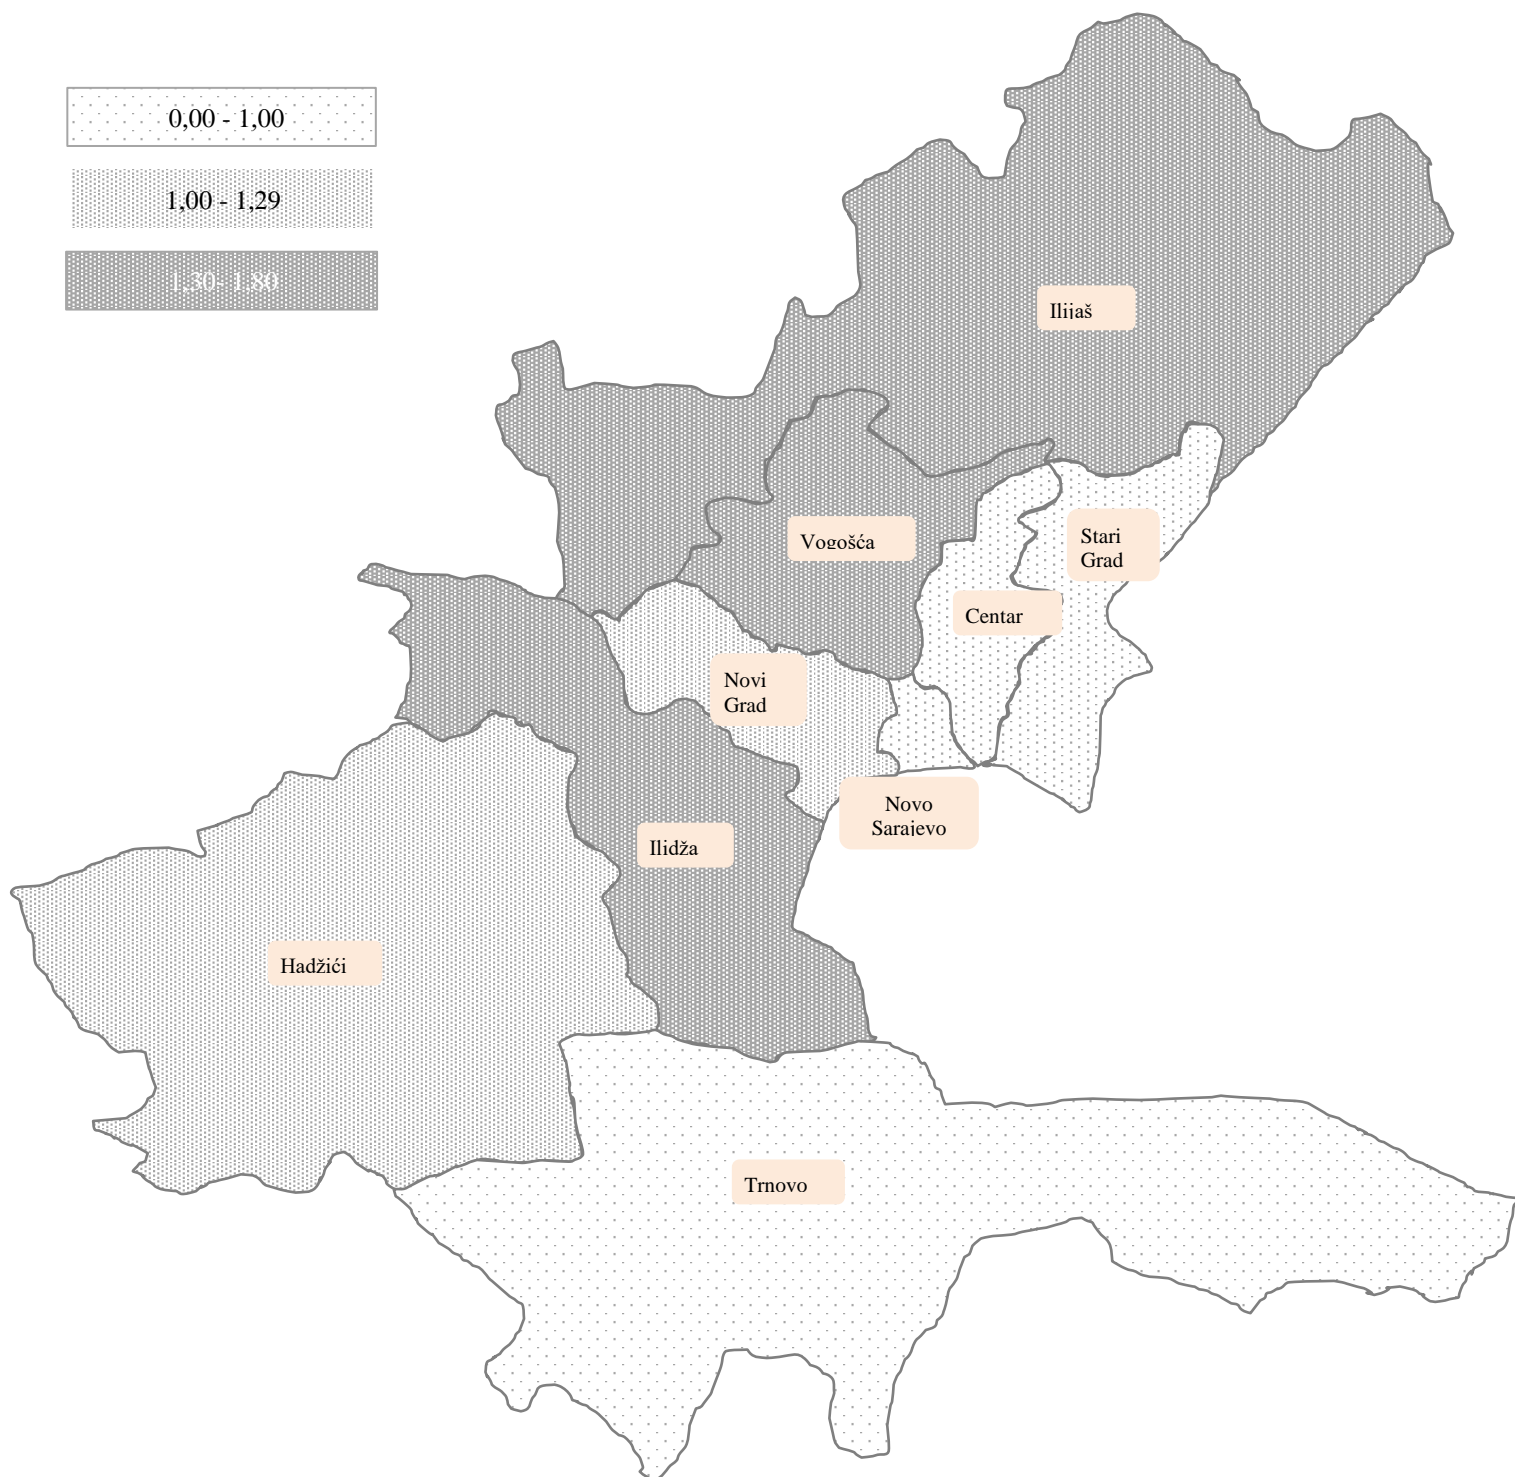 0,00 - 1,00
1,00 - 1,29
1,30- 1,80
Ilijaš
Vogošća
Stari
Grad
Centar
Novi
Grad
Novo
Sarajevo
Ilidža
Hadžići
Trnovo